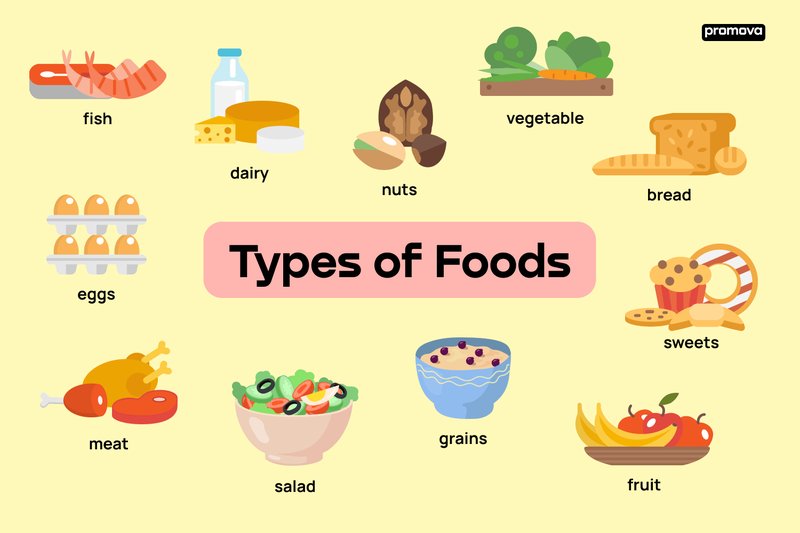 promova
fish
dairy
nuts
vegetable
bread
eggs
Types of Foods
sweets
meat
salad
grains
fruit